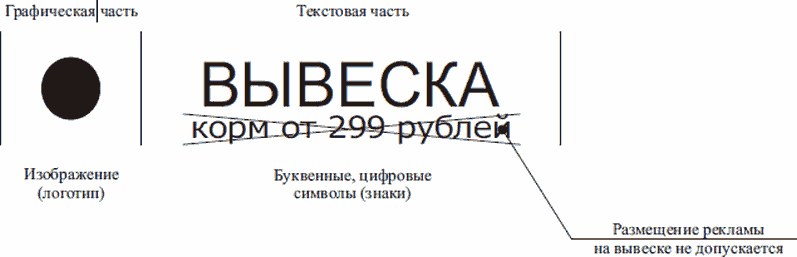 Графическая часть
Текстовая часть
ВЫВЕСКА
корм от 299 рублей
Изображение
(логотип)
Буквенные, цифровые
символы (знаки)
Размещение рекламы
на вывеске не допускается